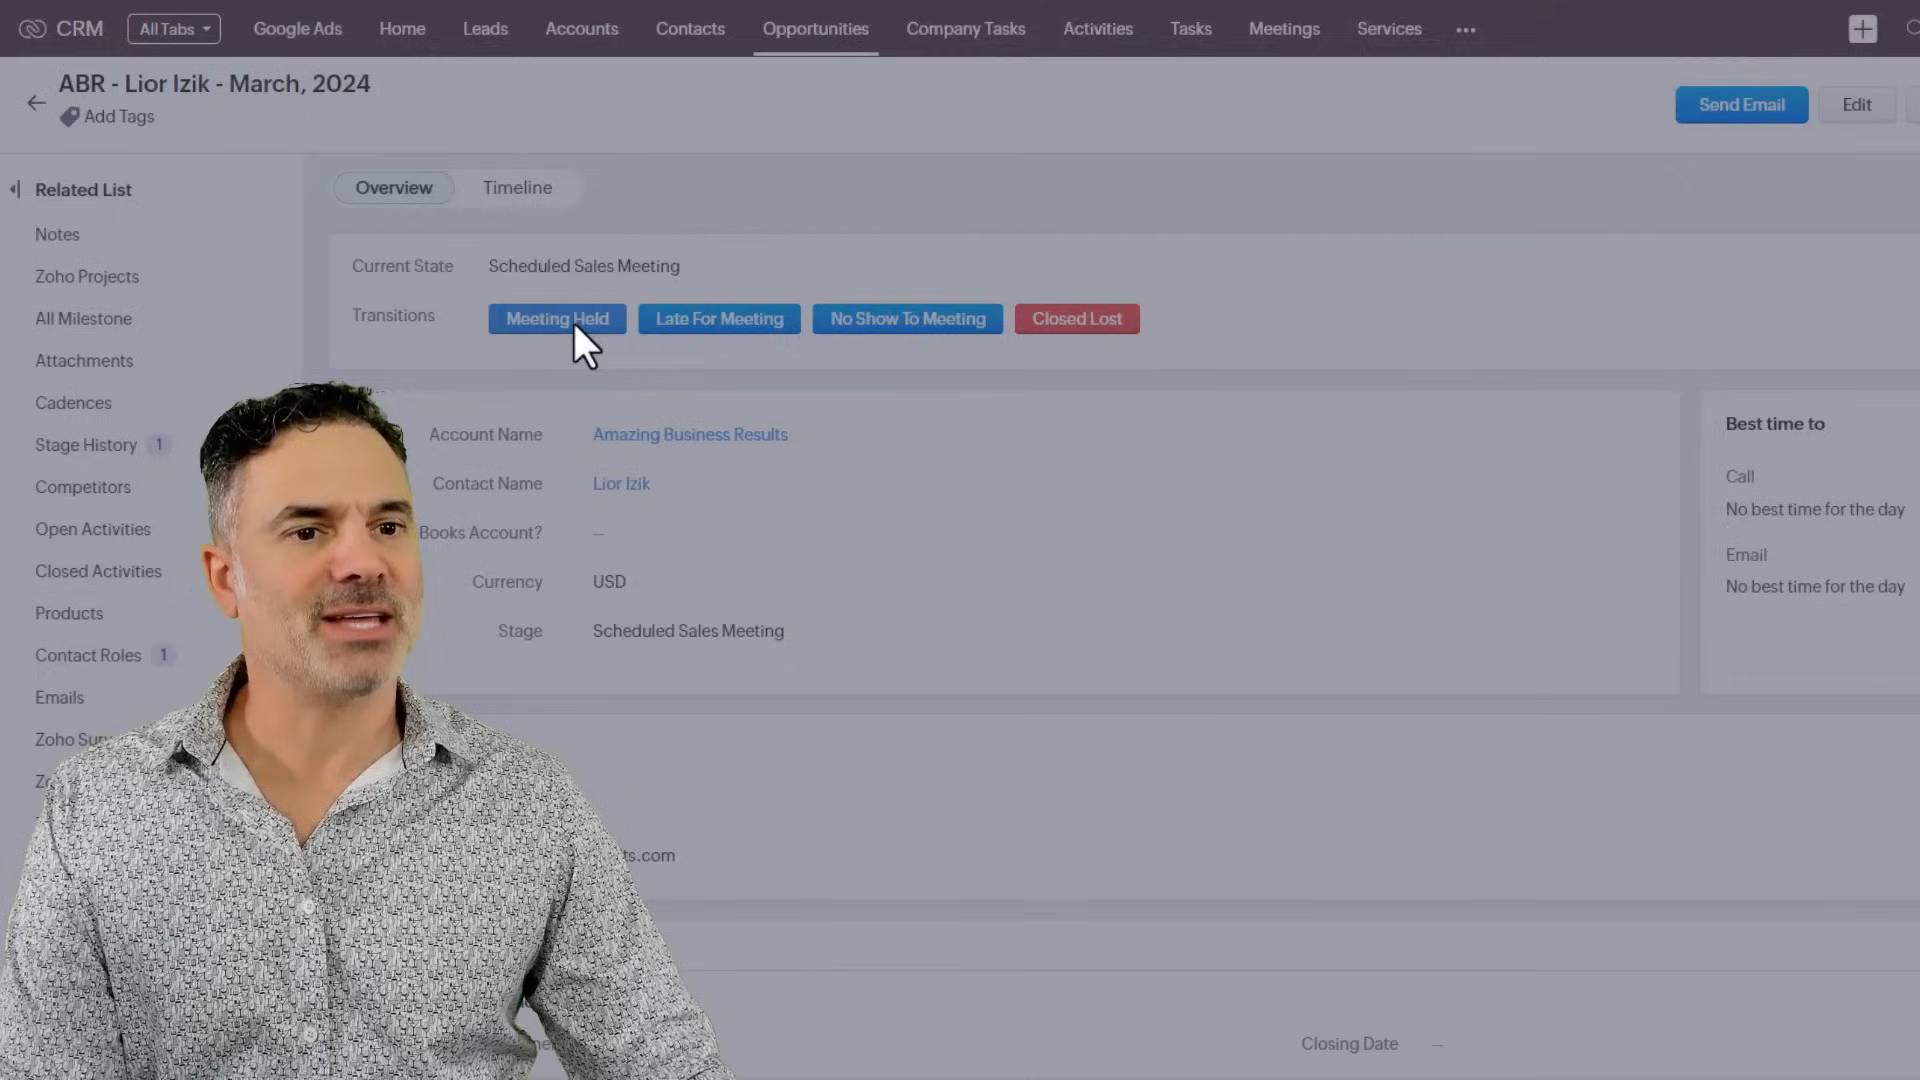 CRM All Tabs Google Ads Home Leads Accounts Contacts Opportunities Company Tasks Activities Tasks Meetings Services
ABR - Lior Izik - March, 2024
Add Tags
Send Email Edit
Related List
Overview Timeline
Notes
Zoho Projects
All Milestone
Attachments
Cadences
Stage History 1
Competitors
Open Activities
Closed Activities
Products
Contact Roles 1
Emails
Zoho
Current State Scheduled Sales Meeting
Transitions Meeting Held Late For Meeting No Show To Meeting Closed Lost
Account Name Amazing Business Results
Contact Name Lior Izik
Books Account? —
Currency USD
Stage Scheduled Sales Meeting
Best time to
Call
No best time for the day
Email
No best time for the day
ts.com
Closing Date —